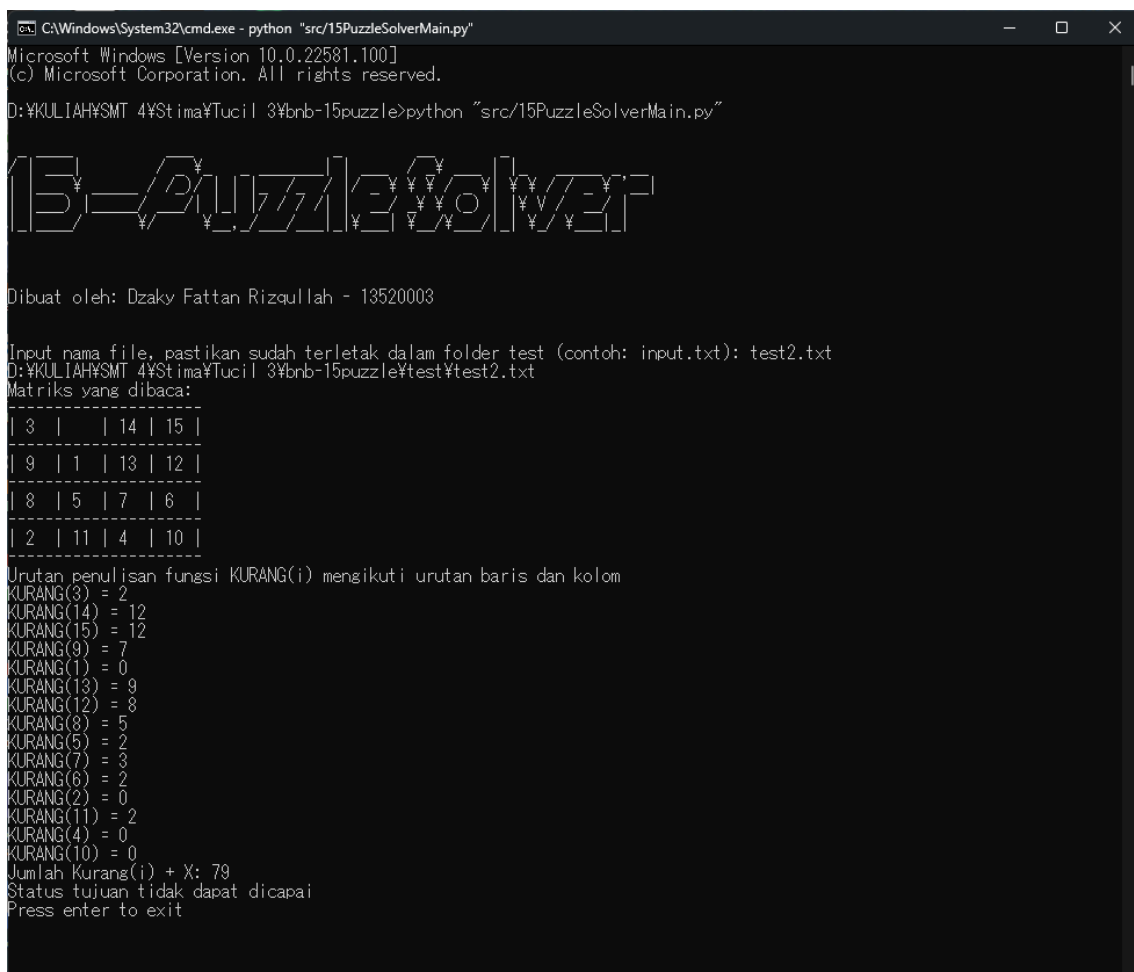 C:\Windows\System32\cmd.exe - python "src/15PuzzleSolverMain.py"
Microsoft Windows [Version 10.0.22581.100]
(c) Microsoft Corporation. All rights reserved.
D:¥KULIAH¥SMT 4¥Stima¥Tucil 3¥bnb-15puzzle>python "src/15PuzzleSolverMain.py"
15-Puzzle Solver
Dibuat oleh: Dzaky Fattan Rizqullah - 13520003
Input nama file, pastikan sudah terletak dalam folder test (contoh: input.txt): test2.txt
D:¥KULIAH¥SMT 4¥Stima¥Tucil 3¥bnb-15puzzle¥test¥test2.txt
Matriks yang dibaca:
---------------------
| 3  |    | 14 | 15 |
---------------------
| 9  | 1  | 13 | 12 |
---------------------
| 8  | 5  | 7  | 6  |
---------------------
| 2  | 11 | 4  | 10 |
---------------------
Urutan penulisan fungsi KURANG(i) mengikuti urutan baris dan kolom
KURANG(3) = 2
KURANG(14) = 12
KURANG(15) = 12
KURANG(9) = 7
KURANG(1) = 0
KURANG(13) = 9
KURANG(12) = 8
KURANG(8) = 5
KURANG(5) = 2
KURANG(7) = 3
KURANG(6) = 2
KURANG(2) = 0
KURANG(11) = 2
KURANG(4) = 0
KURANG(10) = 0
Jumlah Kurang(i) + X: 79
Status tujuan tidak dapat dicapai
Press enter to exit